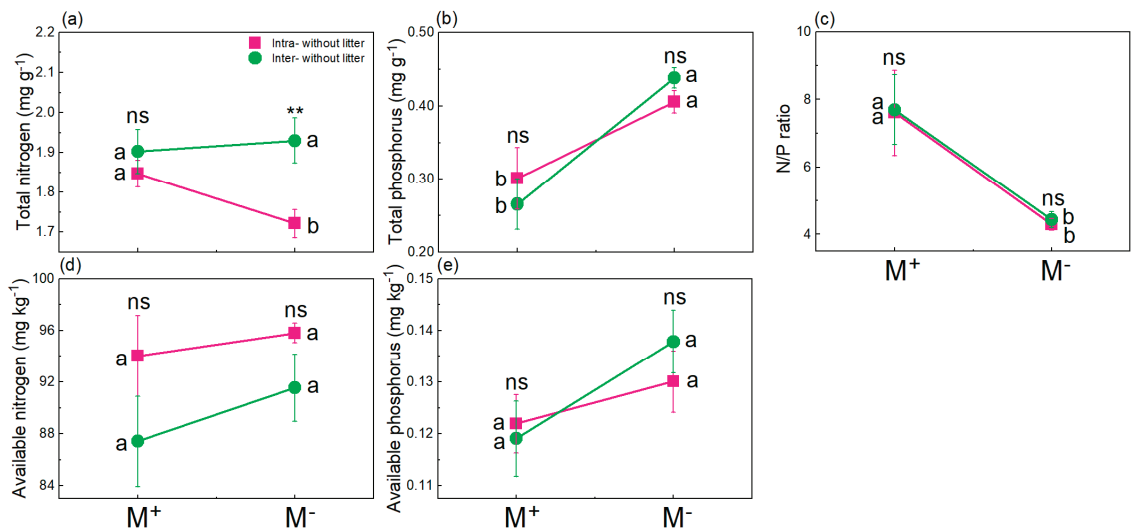 (a)
Total nitrogen (mg g⁻¹)
2.2
2.1
2.0
1.9
1.8
1.7
Intra- without litter
Inter- without litter
ns
**
a
a
a
b
(b)
Total phosphorus (mg g⁻¹)
0.50
0.40
0.30
0.20
ns
ns
b
b
a
a
(c)
N/P ratio
8
6
4
ns
ns
a
a
b
b
M⁺
M⁻
(d)
Available nitrogen (mg kg⁻¹)
100
96
92
88
84
ns
ns
a
a
a
a
M⁺
M⁻
(e)
Available phosphorus (mg kg⁻¹)
0.15
0.14
0.13
0.12
0.11
ns
ns
a
a
a
a
M⁺
M⁻